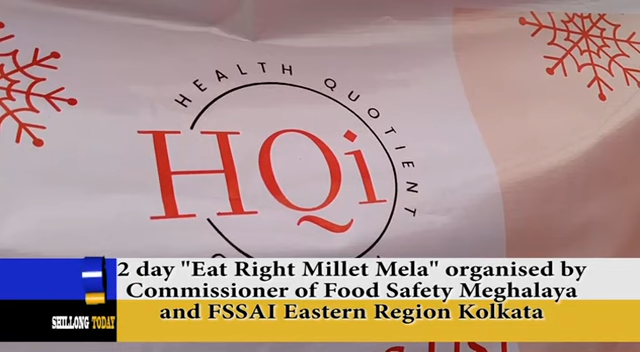 HEALTH QUOTIENT
HQi
2 day "Eat Right Millet Mela" organised by
Commissioner of Food Safety Meghalaya
and FSSAI Eastern Region Kolkata
SHILLONG TODAY